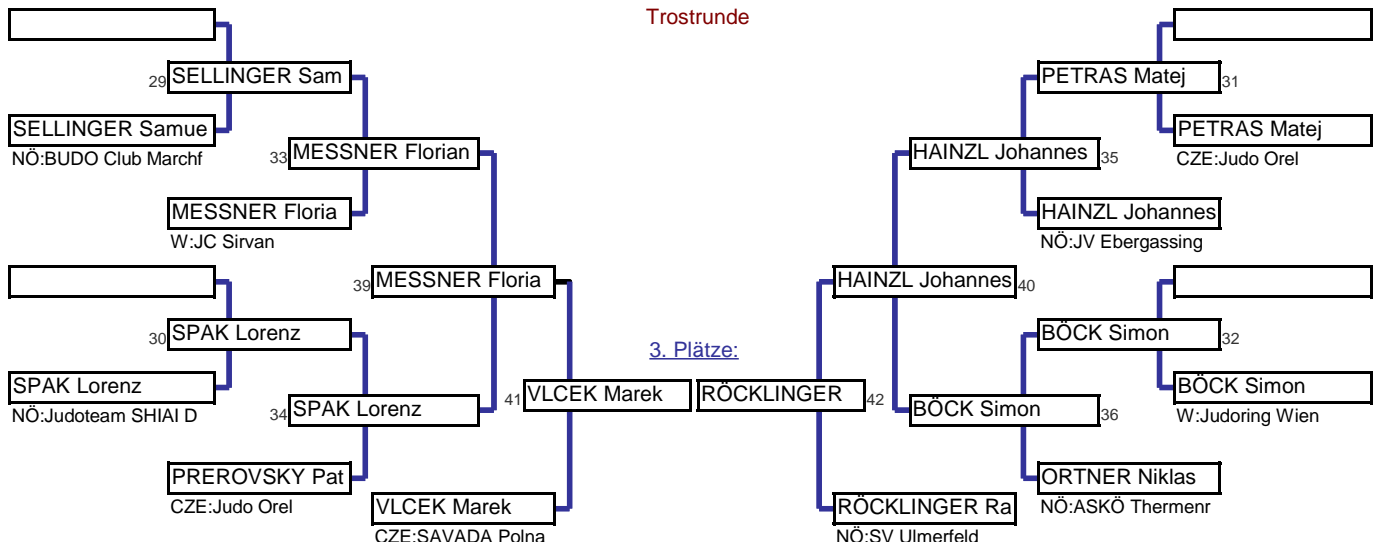 Trostrunde
29 SELLINGER Sam
SELLINGER Samue
NÖ:BUDO Club Marchf
33 MESSNER Florian
MESSNER Floria
W:JC Sirvan
39 MESSNER Floria
30 SPAK Lorenz
SPAK Lorenz
NÖ:Judoteam SHIAI D
34 SPAK Lorenz
PREROVSKY Pat
CZE:Judo Orel
41 VLCEK Marek
VLCEK Marek
CZE:SAVADA Polna
3. Plätze:
PETRAS Matej 31
PETRAS Matej
CZE:Judo Orel
HAINZL Johannes 35
HAINZL Johannes
NÖ:JV Ebergassing
HAINZL Johannes 40
BÖCK Simon 32
BÖCK Simon
W:Judoring Wien
RÖCKLINGER 42
BÖCK Simon 36
ORTNER Niklas
NÖ:ASKÖ Thermenr
RÖCKLINGER Ra
NÖ:SV Ulmerfeld